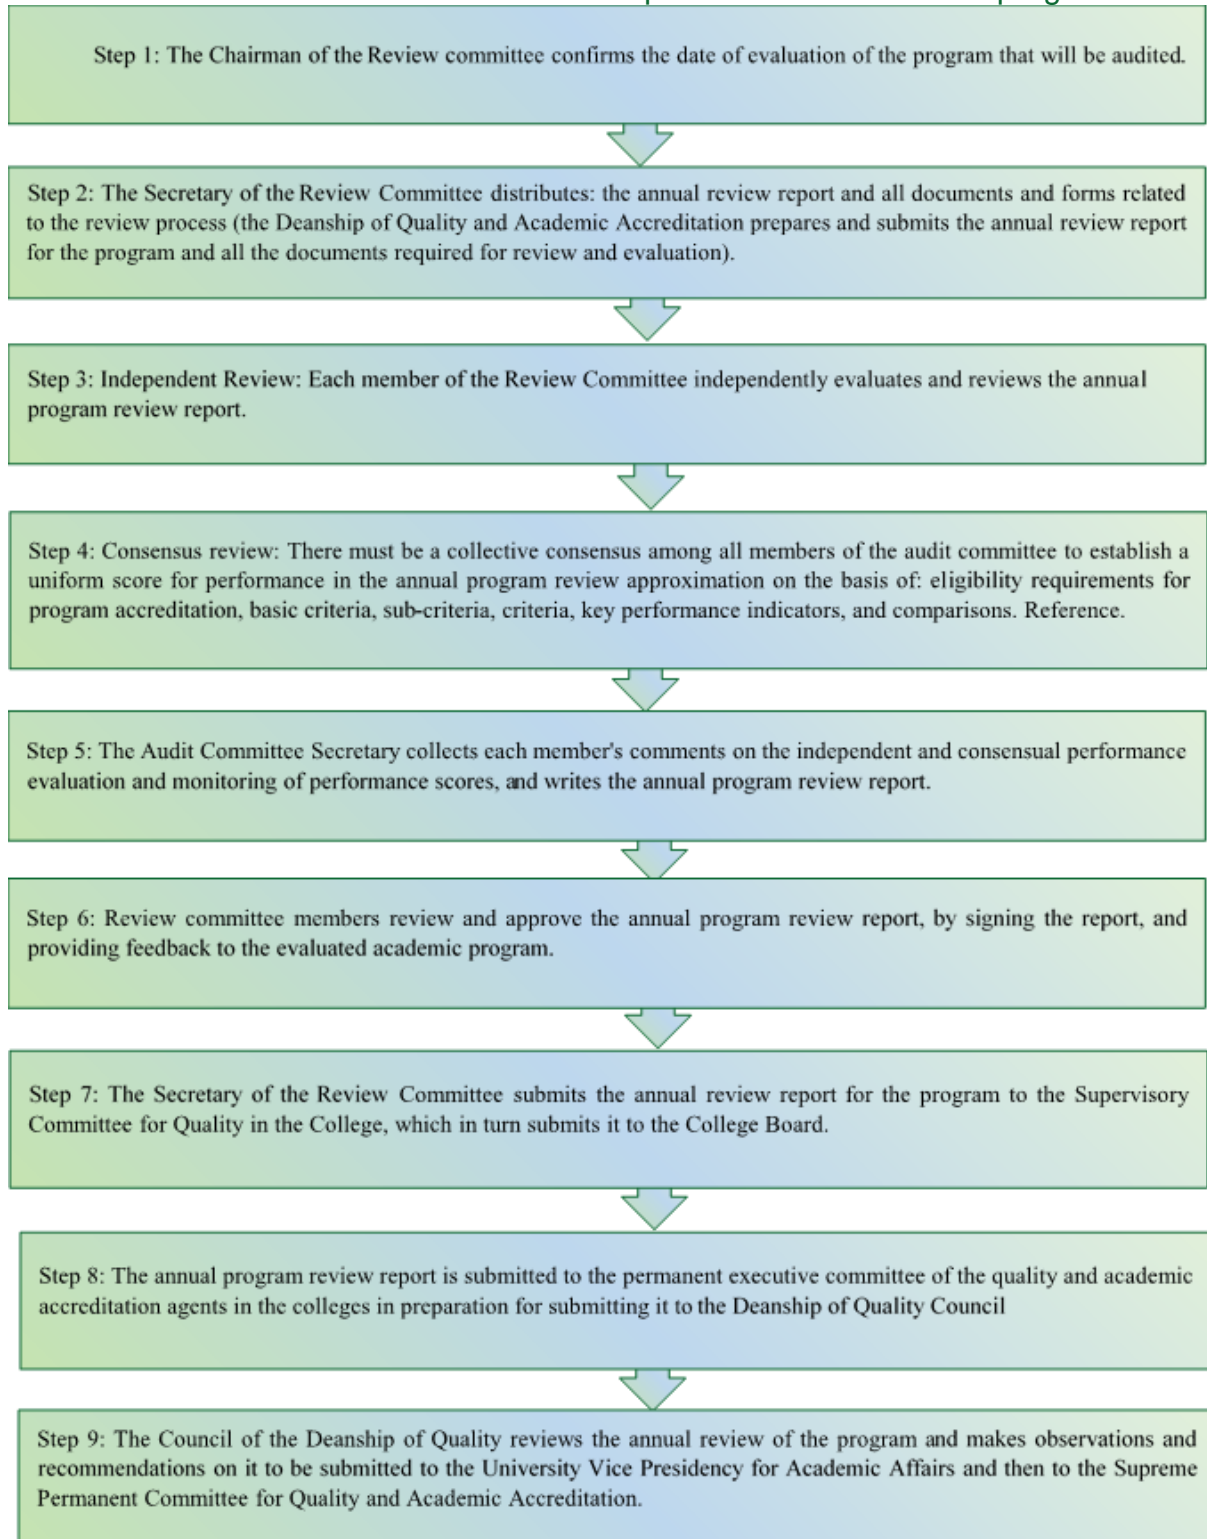 Step 1: The Chairman of the Review committee confirms the date of evaluation of the program that will be audited.
Step 2: The Secretary of the Review Committee distributes: the annual review report and all documents and forms related
to the review process (the Deanship of Quality and Academic Accreditation prepares and submits the annual review report
for the program and all the documents required for review and evaluation).
Step 3: Independent Review: Each member of the Review Committee independently evaluates and reviews the annual
program review report.
Step 4: Consensus review: There must be a collective consensus among all members of the audit committee to establish a
uniform score for performance in the annual program review approximation on the basis of: eligibility requirements for
program accreditation, basic criteria, sub-criteria, criteria, key performance indicators, and comparisons. Reference.
Step 5: The Audit Committee Secretary collects each member's comments on the independent and consensual performance
evaluation and monitoring of performance scores, and writes the annual program review report.
Step 6: Review committee members review and approve the annual program review report, by signing the report, and
providing feedback to the evaluated academic program.
Step 7: The Secretary of the Review Committee submits the annual review report for the program to the Supervisory
Committee for Quality in the College, which in turn submits it to the College Board.
Step 8: The annual program review report is submitted to the permanent executive committee of the quality and academic
accreditation agents in the colleges in preparation for submitting it to the Deanship of Quality Council
Step 9: The Council of the Deanship of Quality reviews the annual review of the program and makes observations and
recommendations on it to be submitted to the University Vice Presidency for Academic Affairs and then to the Supreme
Permanent Committee for Quality and Academic Accreditation.